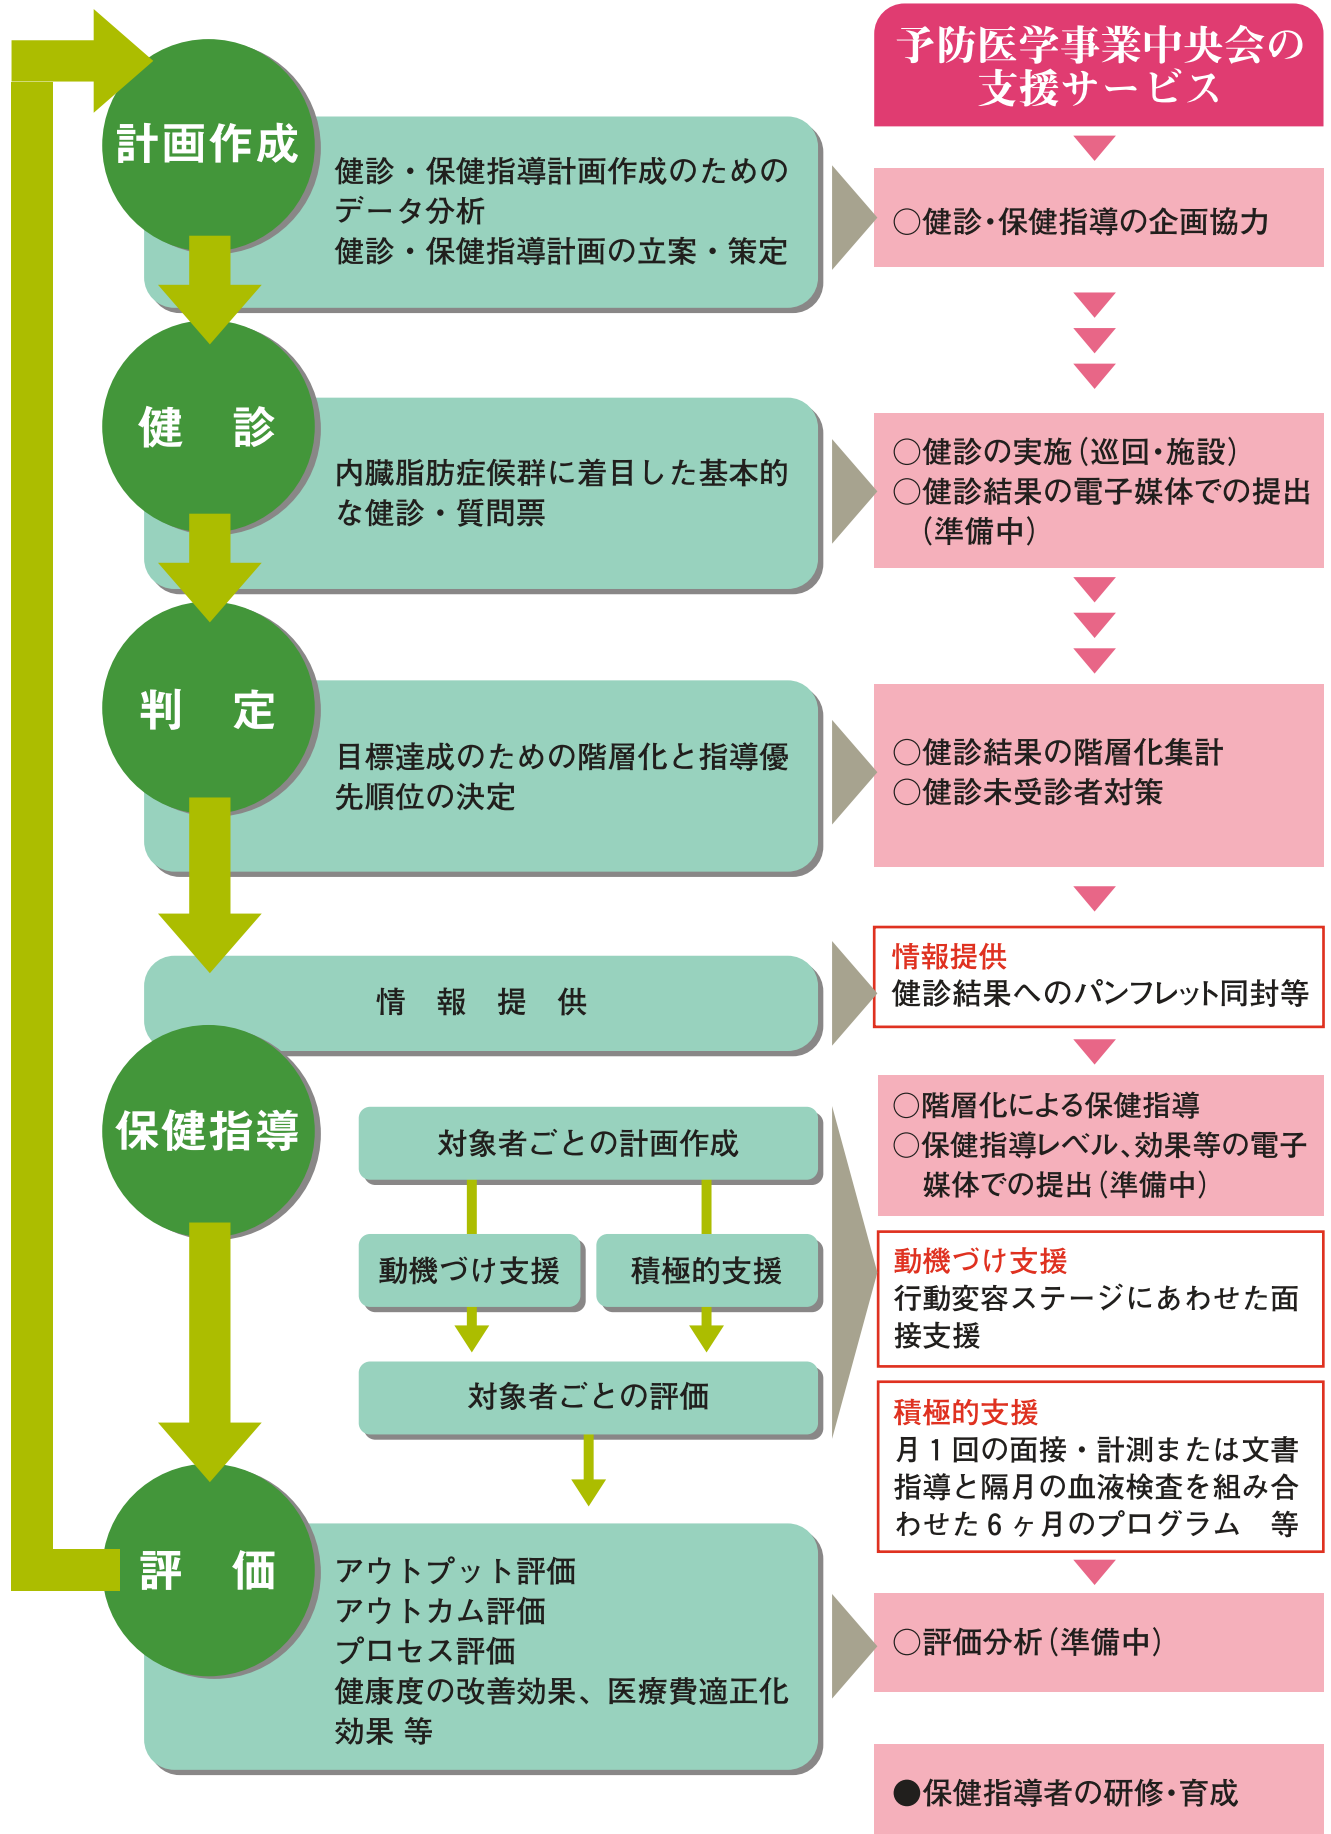 予防医学事業中央会の
支援サービス
計画作成
健診・保健指導計画作成のための
データ分析
健診・保健指導計画の立案・策定
○健診・保健指導の企画協力
健　診
内臓脂肪症候群に着目した基本的
な健診・質問票
○健診の実施（巡回・施設）
○健診結果の電子媒体での提出
（準備中）
判　定
目標達成のための階層化と指導優
先順位の決定
○健診結果の階層化集計
○健診未受診者対策
情　報　提　供
情報提供
健診結果へのパンフレット同封等
保健指導
対象者ごとの計画作成
動機づけ支援
積極的支援
対象者ごとの評価
○階層化による保健指導
○保健指導レベル、効果等の電子
媒体での提出（準備中）
動機づけ支援
行動変容ステージにあわせた面
接支援
積極的支援
月1回の面接・計測または文書
指導と隔月の血液検査を組み合
わせた6ヶ月のプログラム　等
評　価
アウトプット評価
アウトカム評価
プロセス評価
健康度の改善効果、医療費適正化
効果 等
○評価分析（準備中）
●保健指導者の研修・育成